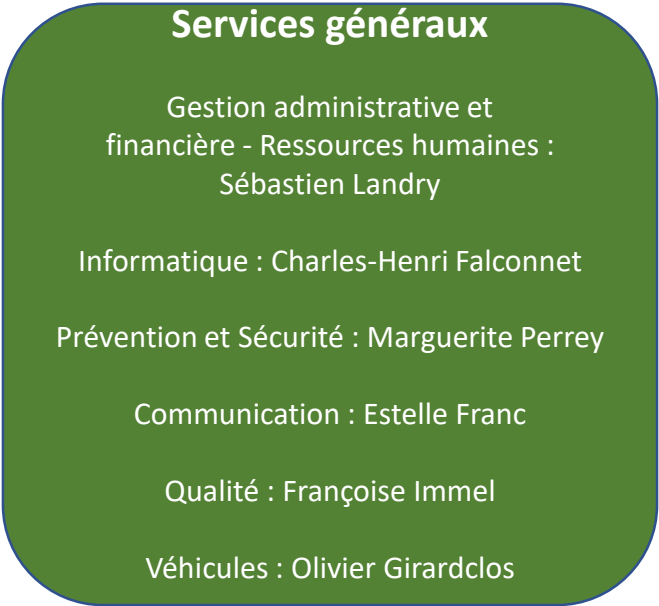 Services généraux
Gestion administrative et
financière - Ressources humaines :
Sébastien Landry
Informatique : Charles-Henri Falconnet
Prévention et Sécurité : Marguerite Perrey
Communication : Estelle Franc
Qualité : Françoise Immel
Véhicules : Olivier Girardclos